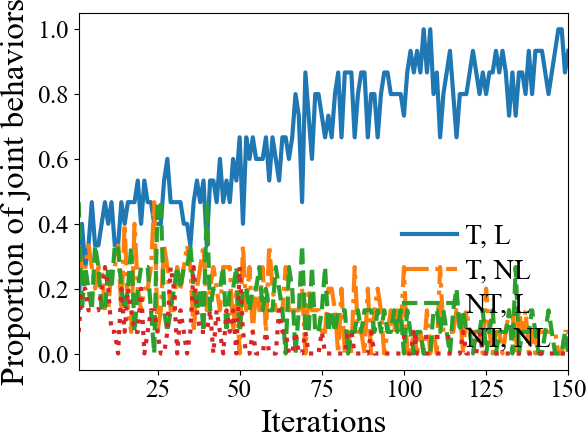 Proportion of joint behaviors
1.0
0.8
0.6
0.4
0.2
0.0
T, L
T, NL
NT, L
NT, NL
25
50
75
100
125
150
Iterations